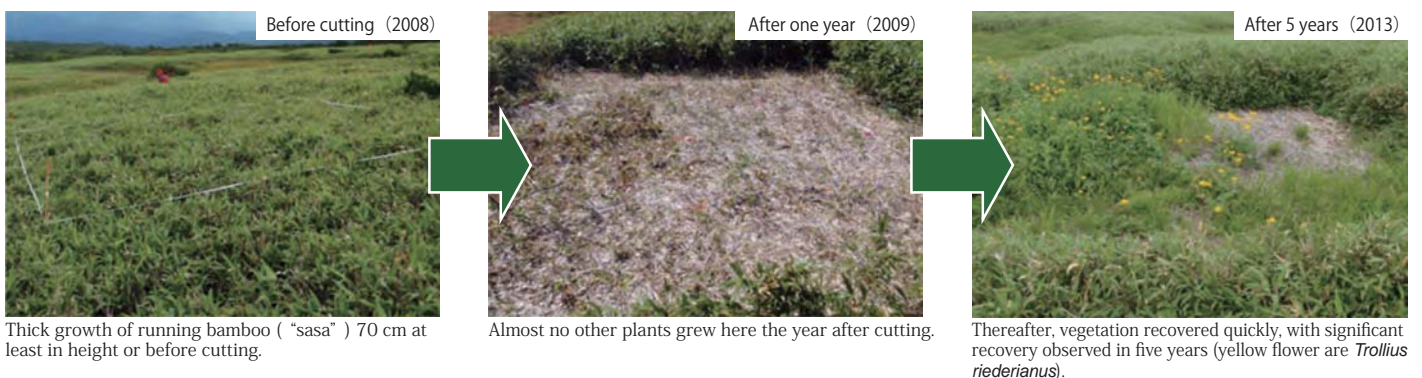 Before cutting（2008）
After one year（2009）
After 5 years（2013）
Thick growth of running bamboo ( “sasa” ) 70 cm at
least in height or before cutting.
Almost no other plants grew here the year after cutting.
Thereafter, vegetation recovered quickly, with significant
recovery observed in five years (yellow flower are Trollius
riederianus).